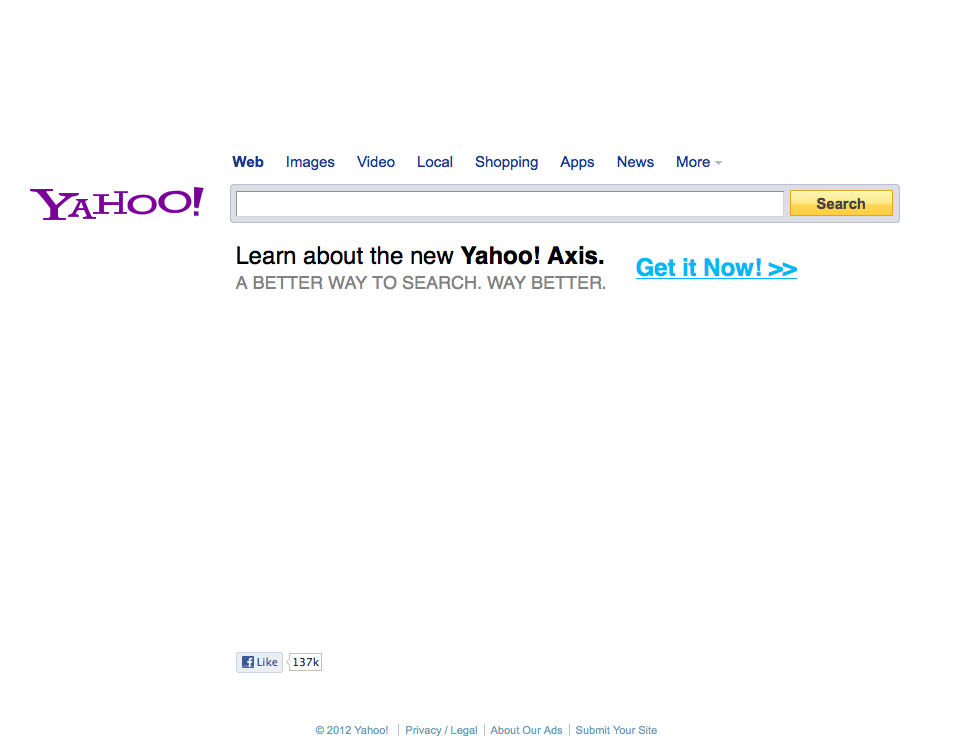 Web Images Video Local Shopping Apps News More
YAHOO!
Search
Learn about the new Yahoo! Axis.
A BETTER WAY TO SEARCH. WAY BETTER.
Get it Now! >>
Like 137k
© 2012 Yahoo! | Privacy / Legal | About Our Ads | Submit Your Site